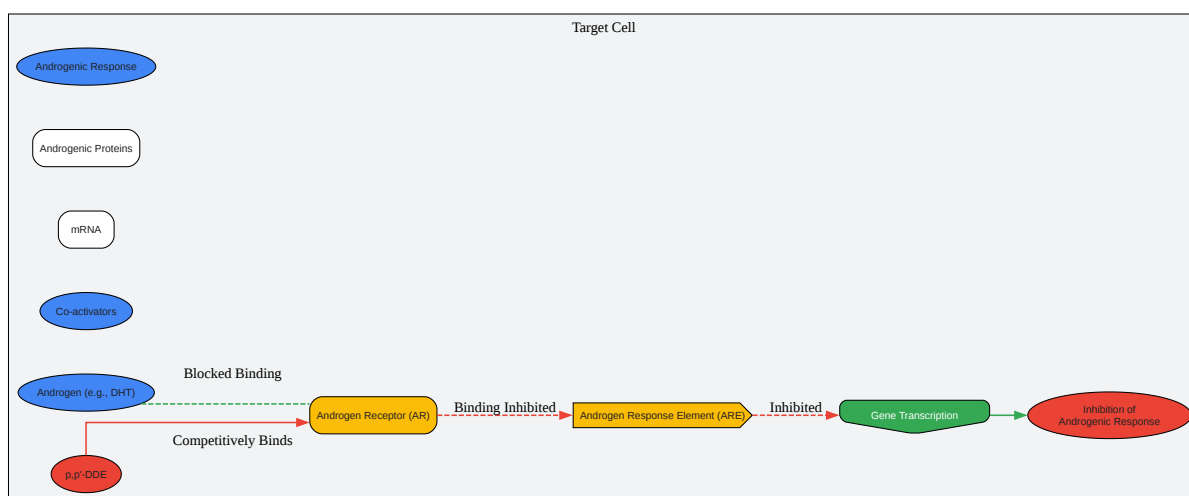 Target Cell
Androgenic Response
Androgenic Proteins
mRNA
Co-activators
Androgen (e.g., DHT)
Blocked Binding
Androgen Receptor (AR)
Binding Inhibited
Androgen Response Element (ARE)
Inhibited
Gene Transcription
Inhibition of
Androgenic Response
Competitively Binds
p,p'-DDE